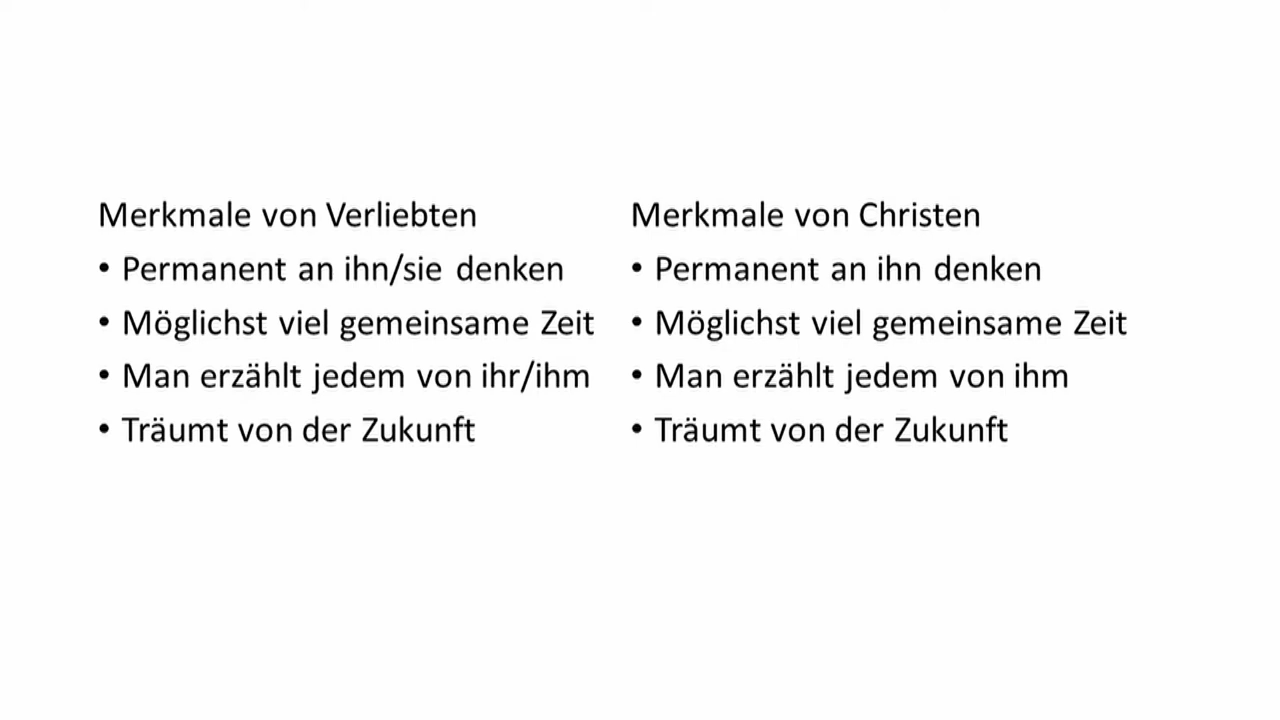 Merkmale von Verliebten
• Permanent an ihn/sie denken
• Möglichst viel gemeinsame Zeit
• Man erzählt jedem von ihr/ihm
• Träumt von der Zukunft
Merkmale von Christen
• Permanent an ihn denken
• Möglichst viel gemeinsame Zeit
• Man erzählt jedem von ihm
• Träumt von der Zukunft